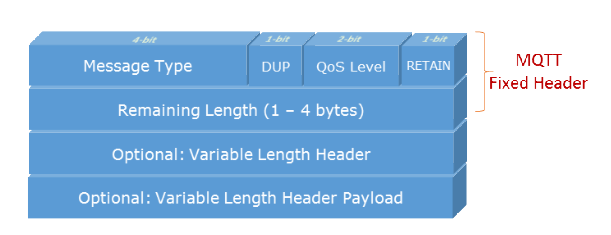 4-bit 1-bit 2-bit 1-bit
Message Type DUP QoS Level RETAIN
MQTT
Fixed Header
Remaining Length (1 – 4 bytes)
Optional: Variable Length Header
Optional: Variable Length Header Payload